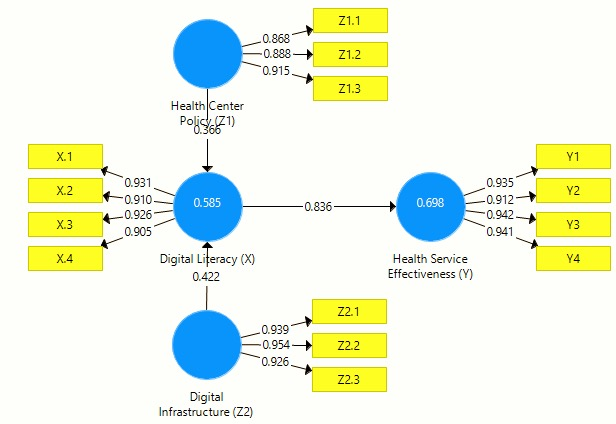 0.868
0.888
0.915
Z1.1
Z1.2
Z1.3
Health Center
Policy (Z1)
0.366
X.1
X.2
X.3
X.4
0.931
0.910
0.926
0.905
0.585
Digital Literacy (X)
0.836
0.698
Health Service
Effectiveness (Y)
0.935
0.912
0.942
0.941
Y1
Y2
Y3
Y4
0.422
0.939
0.954
0.926
Z2.1
Z2.2
Z2.3
Digital
Infrastructure (Z2)